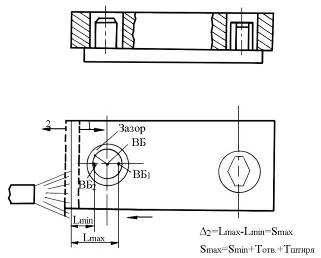 2
1
Зазор
ВБ
ВБ2
ВБ1
Lmin
Lmax
Δ2=Lmax-Lmin=Smax
Smax=Smin+Tотв.+Tштиря